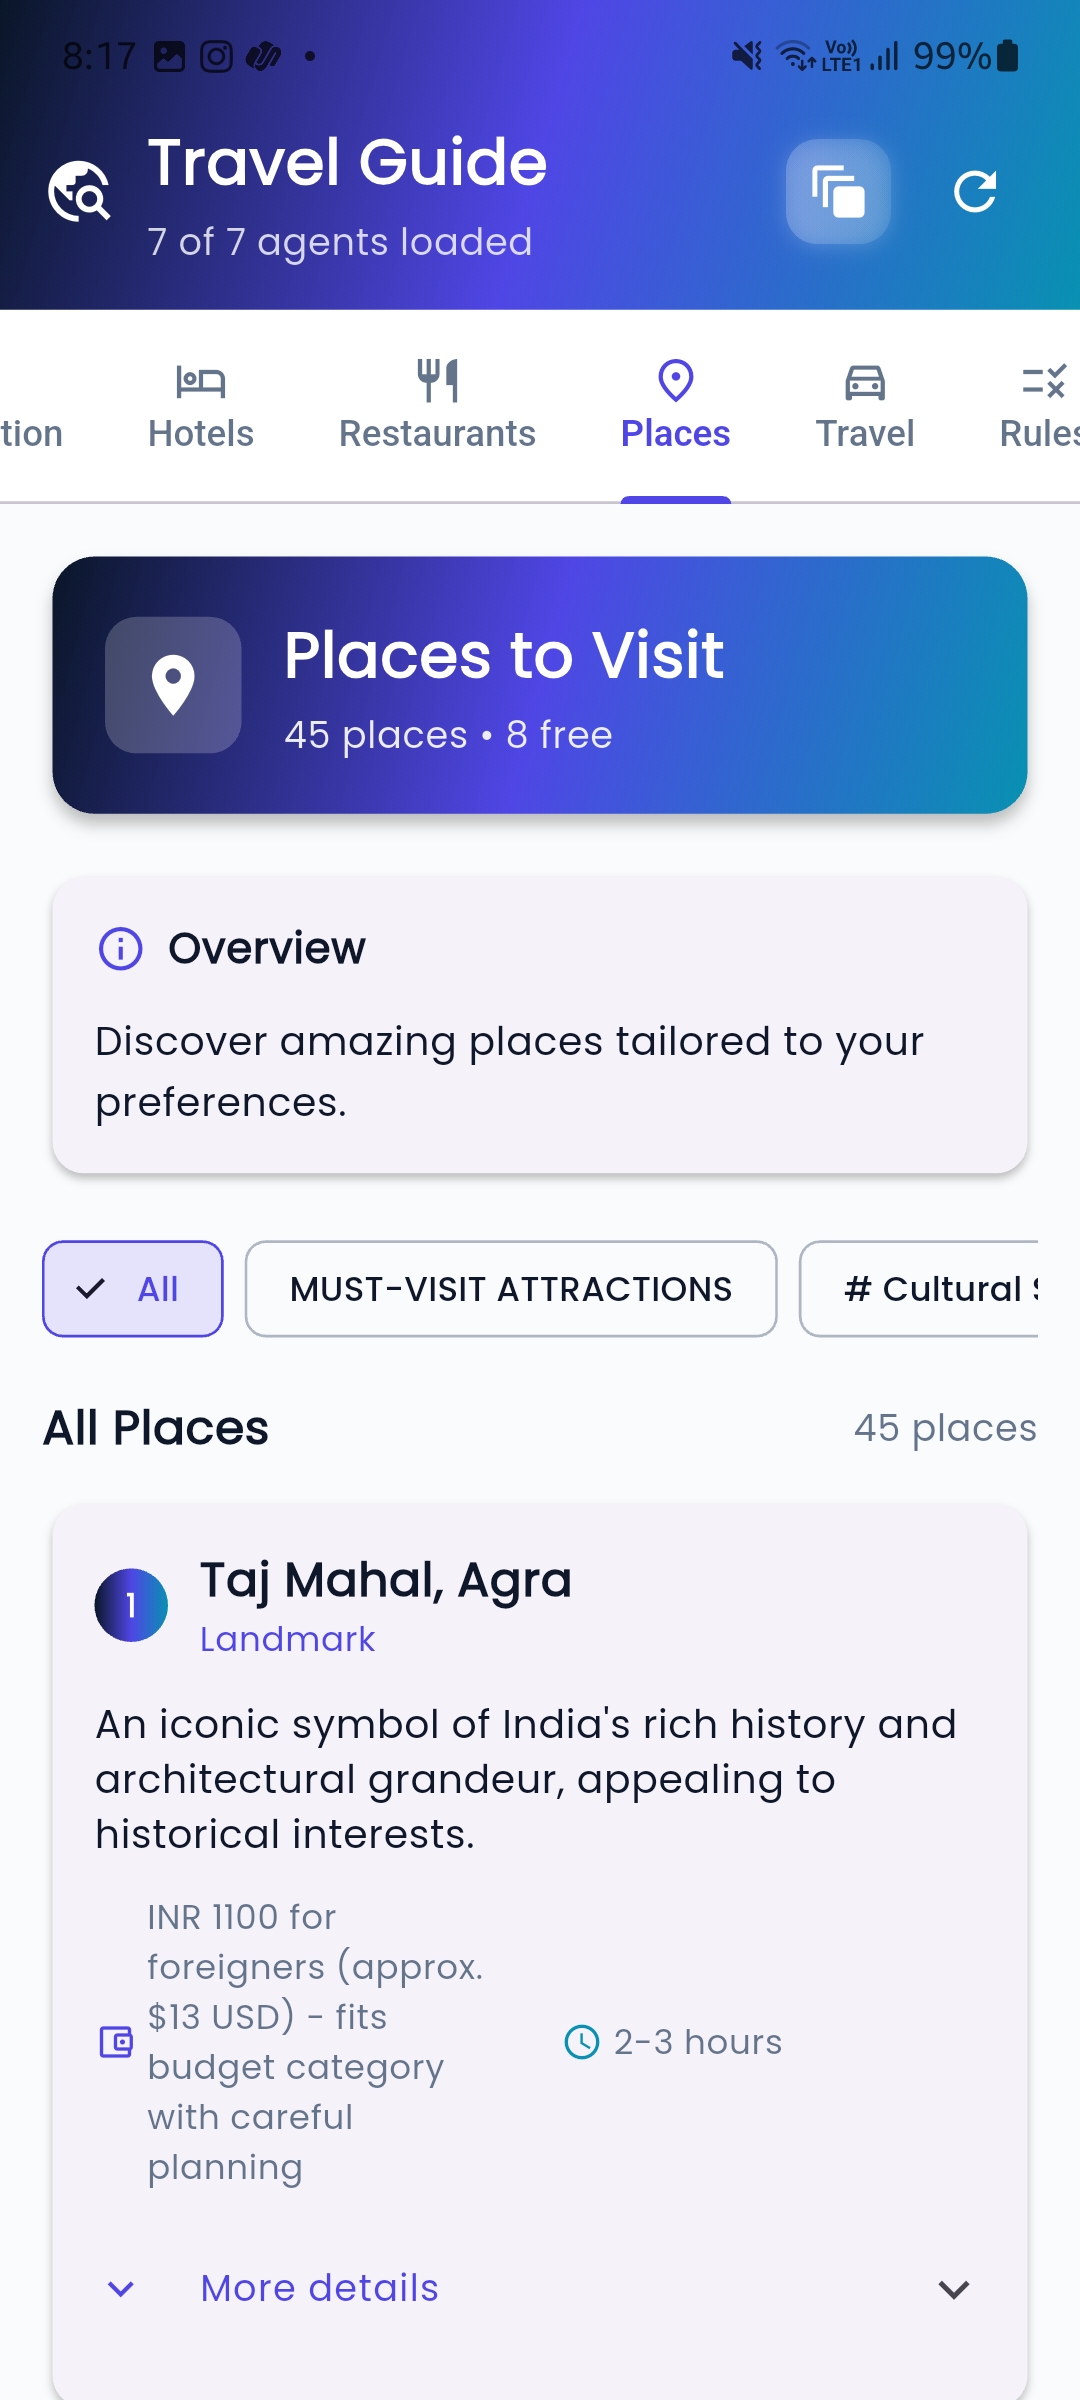 8:17
Vo)) LTE1 99%
Travel Guide
7 of 7 agents loaded
tion Hotels Restaurants Places Travel Rules
Places to Visit
45 places • 8 free
Overview
Discover amazing places tailored to your
preferences.
All MUST-VISIT ATTRACTIONS # Cultural
All Places 45 places
1
Taj Mahal, Agra
Landmark
An iconic symbol of India's rich history and
architectural grandeur, appealing to
historical interests.
INR 1100 for
foreigners (approx.
$13 USD) - fits
budget category
with careful
planning
2-3 hours
More details